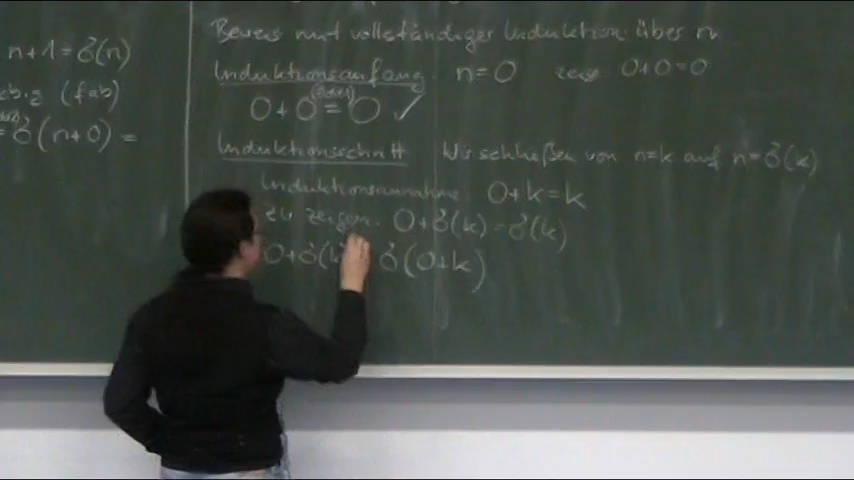 n+1=♂(n)
(fab)
=♂(n+0)=
Beweis mit vollständiger Induktion über n
Induktionsanfang n=0 zeige 0+0=0
0+0=0 ✓
Induktionsschritt Wir schließen von n=k auf n=♂(k)
Induktionsannahme 0+k=k
zu zeigen: 0+♂(k)=♂(k)
0+♂(k) ♂(0+k)